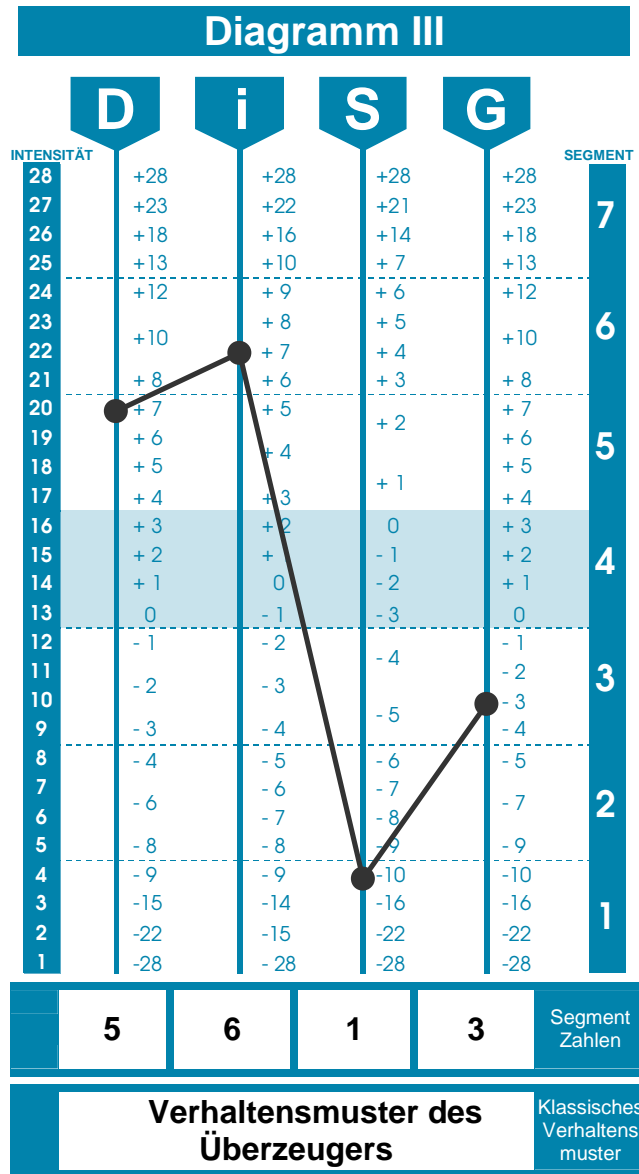 Diagramm III
D i S G
INTENSITÄT SEGMENT
28 +28 +28 +28 +28
27 +23 +22 +21 +23 7
26 +18 +16 +14 +18
25 +13 +10 + 7 +13
24 +12 + 9 + 6 +12
23 + 8 + 5
+10 +10 6
22 + 7 + 4
21 + 8 + 6 + 3 + 8
20 + 7 + 5 + 7
+ 2
19 + 6 + 6
+ 4 5
18 + 5 + 5
+ 1
17 + 4 + 3 + 4
16 + 3 + 2 0 + 3
15 + 2 + - 1 + 2 4
14 + 1 0 - 2 + 1
13 0 - 1 - 3 0
12 - 1 - 2 - 1
- 4
11 - 2
- 2 - 3 3
10 - 3
- 5
9 - 3 - 4 - 4
8 - 4 - 5 - 6 - 5
7 - 6 - 7
- 6 - 7 2
6 - 7 - 8
5 - 8 - 8 - 9 - 9
4 - 9 - 9 -10 -10
3 -15 -14 -16 -16 1
2 -22 -15 -22 -22
1 -28 - 28 -28 -28
5 6 1 3 Segment
Zahlen
Verhaltensmuster des
Überzeugers
Klassisches
Verhaltens
muster